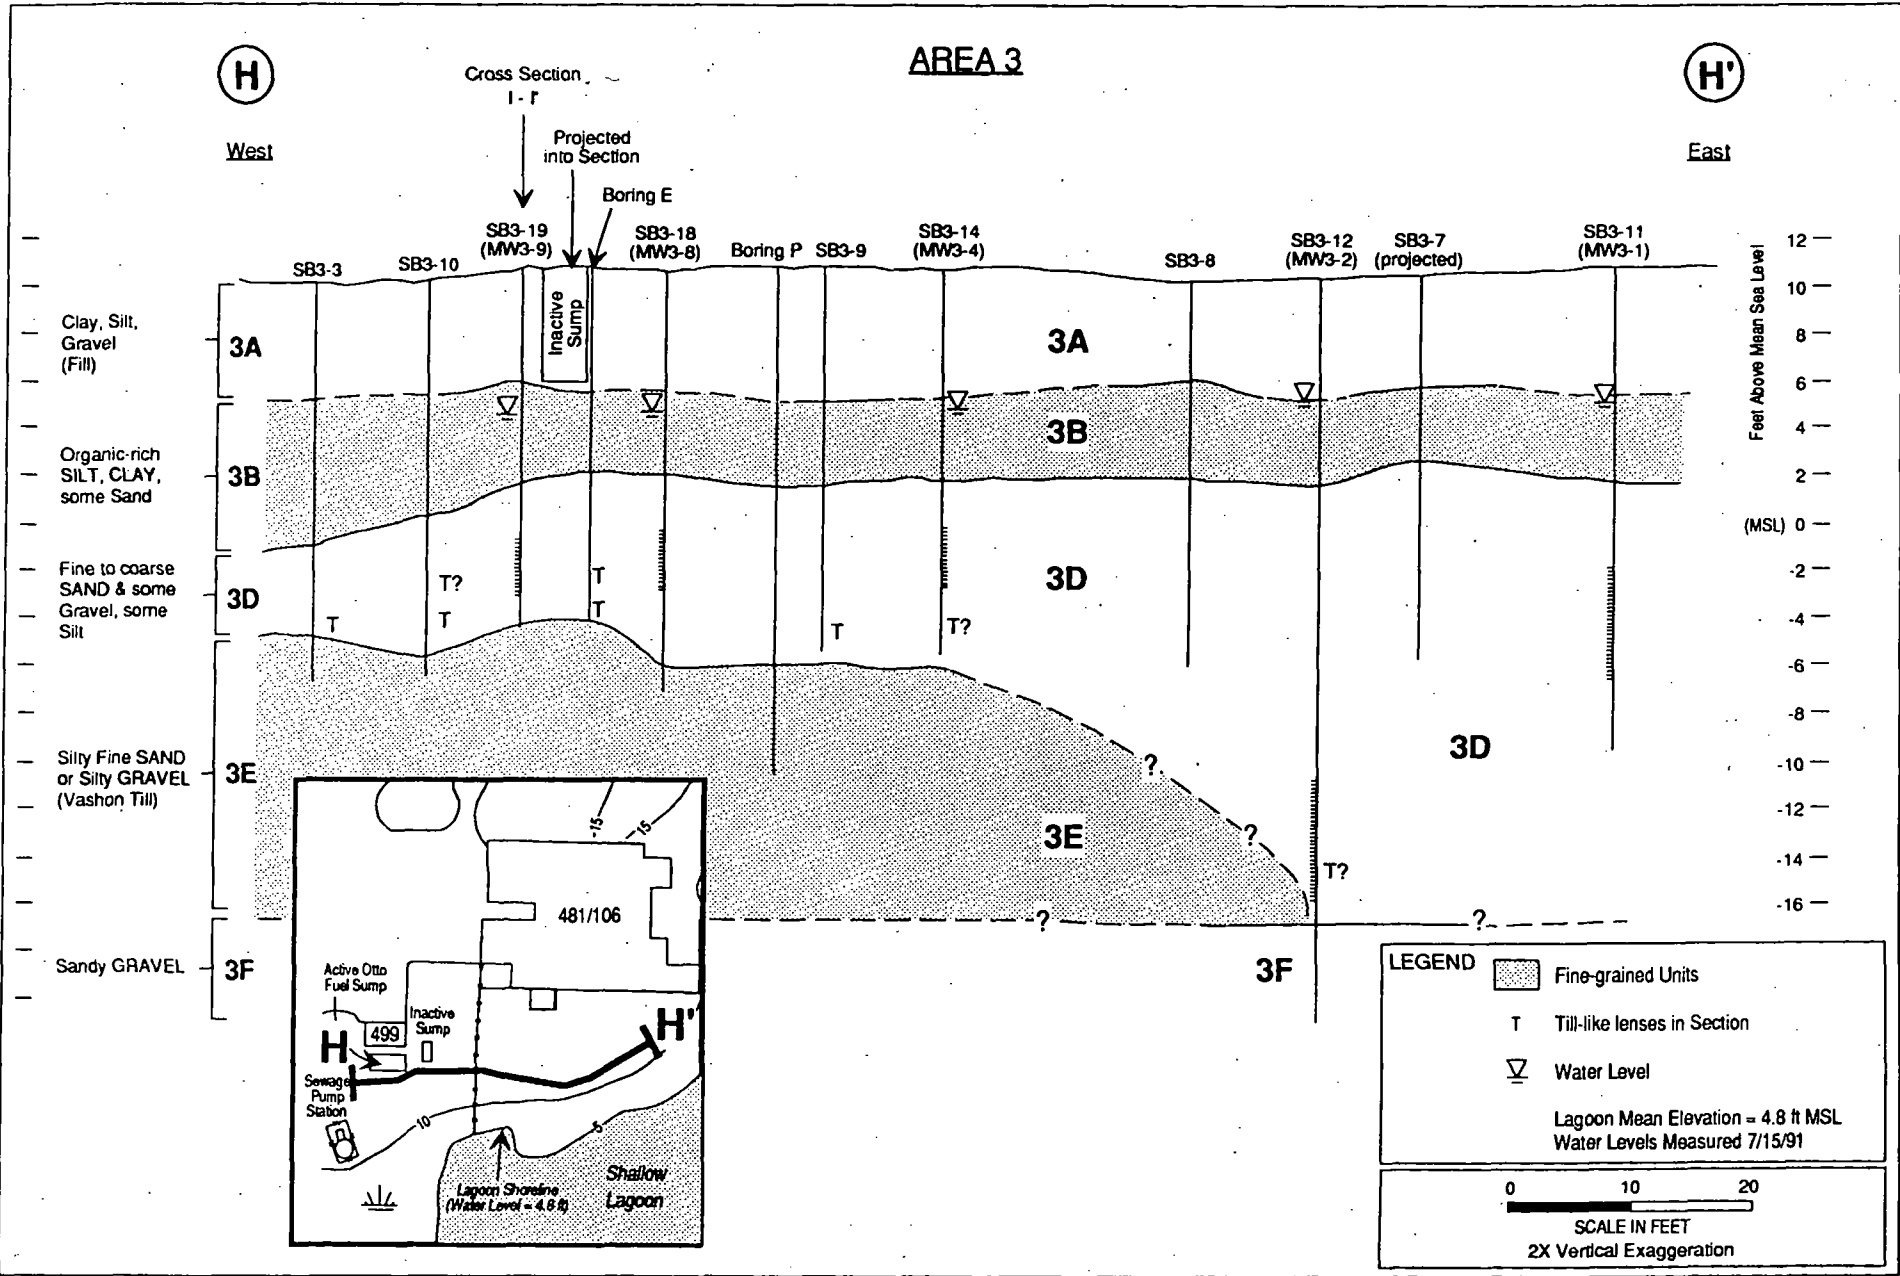 AREA 3
H
H'
West
East
Cross Section
I - I'
Projected
into Section
Boring E
SB3-3
SB3-10
SB3-19
(MW3-9)
SB3-18
(MW3-8)
Boring P
SB3-9
SB3-14
(MW3-4)
SB3-8
SB3-12
(MW3-2)
SB3-7
(projected)
SB3-11
(MW3-1)
Inactive
Sump
Feet Above Mean Sea Level
12
10
8
6
4
2
(MSL) 0
-2
-4
-6
-8
-10
-12
-14
-16
Clay, Silt,
Gravel
(Fill)
3A
3A
Organic-rich
SILT, CLAY,
some Sand
3B
3B
Fine to coarse
SAND & some
Gravel, some
Silt
3D
3D
3D
T
T?
T
T
T
T
T?
T?
Silty Fine SAND
or Silty GRAVEL
(Vashon Till)
3E
3E
?
?
?
?
Sandy GRAVEL
3F
3F
-15
-15
481/106
Active Otto
Fuel Sump
Inactive
Sump
499
H
H'
Sewage
Pump
Station
10
5
Lagoon Shoreline
(Water Level = 4.8 ft)
Shallow
Lagoon
LEGEND
Fine-grained Units
T Till-like lenses in Section
Water Level
Lagoon Mean Elevation = 4.8 ft MSL
Water Levels Measured 7/15/91
0 10 20
SCALE IN FEET
2X Vertical Exaggeration